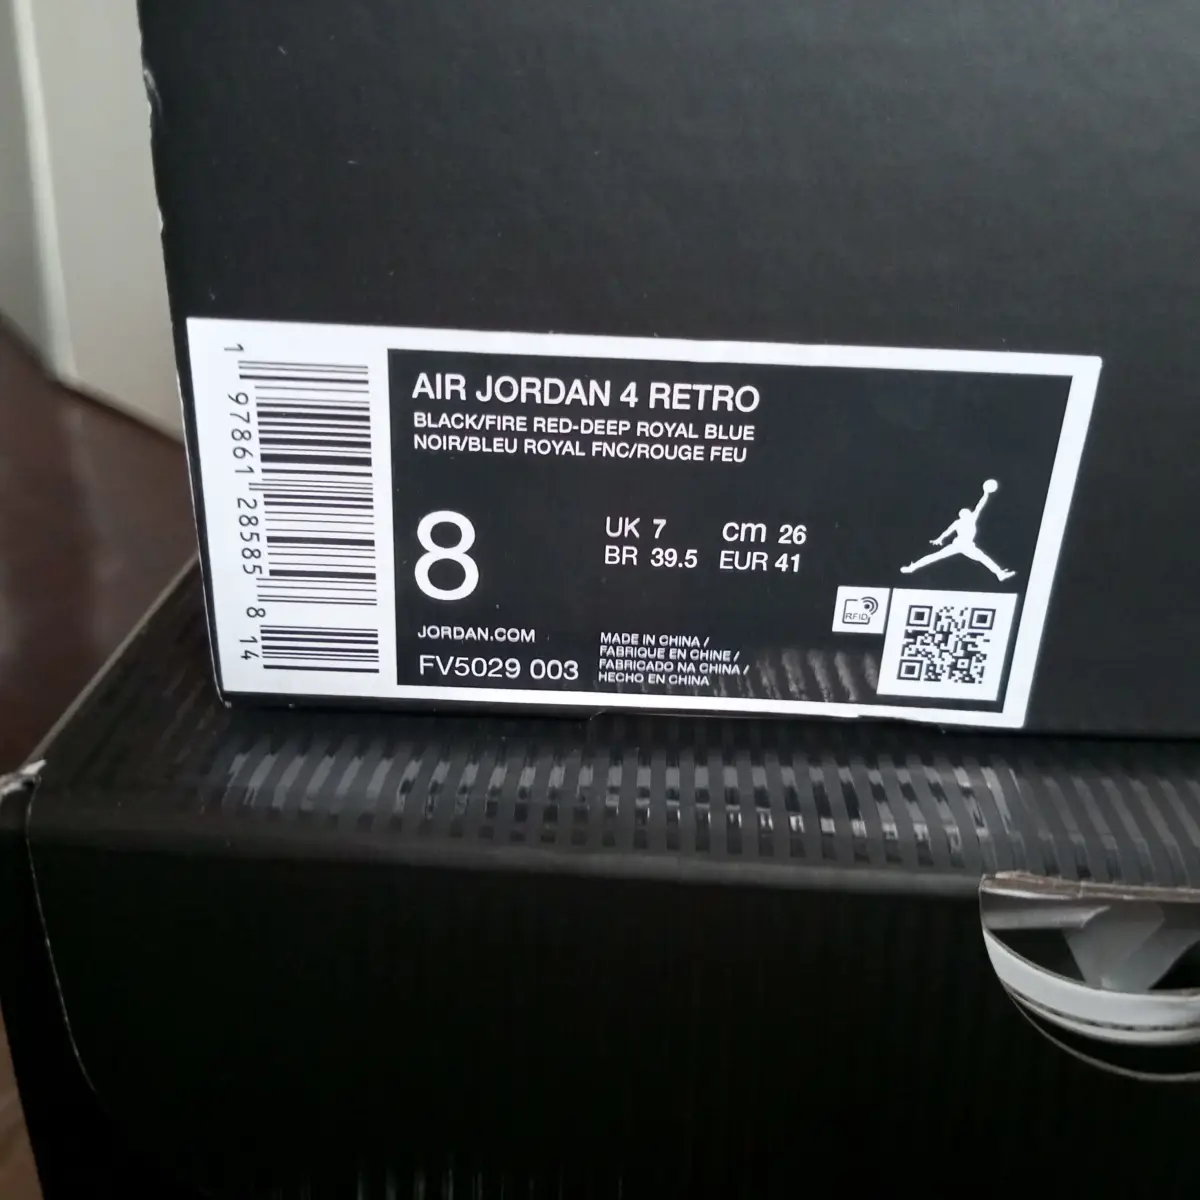 AIR JORDAN 4 RETRO
BLACK/FIRE RED-DEEP ROYAL BLUE
NOIR/BLEU ROYAL FNC/ROUGE FEU
8
UK 7 cm 26
BR 39.5 EUR 41
RFID
JORDAN.COM
FV5029 003
MADE IN CHINA /
FABRIQUE EN CHINE /
FABRICADO NA CHINA /
HECHO EN CHINA
1 97861 28585 8 14